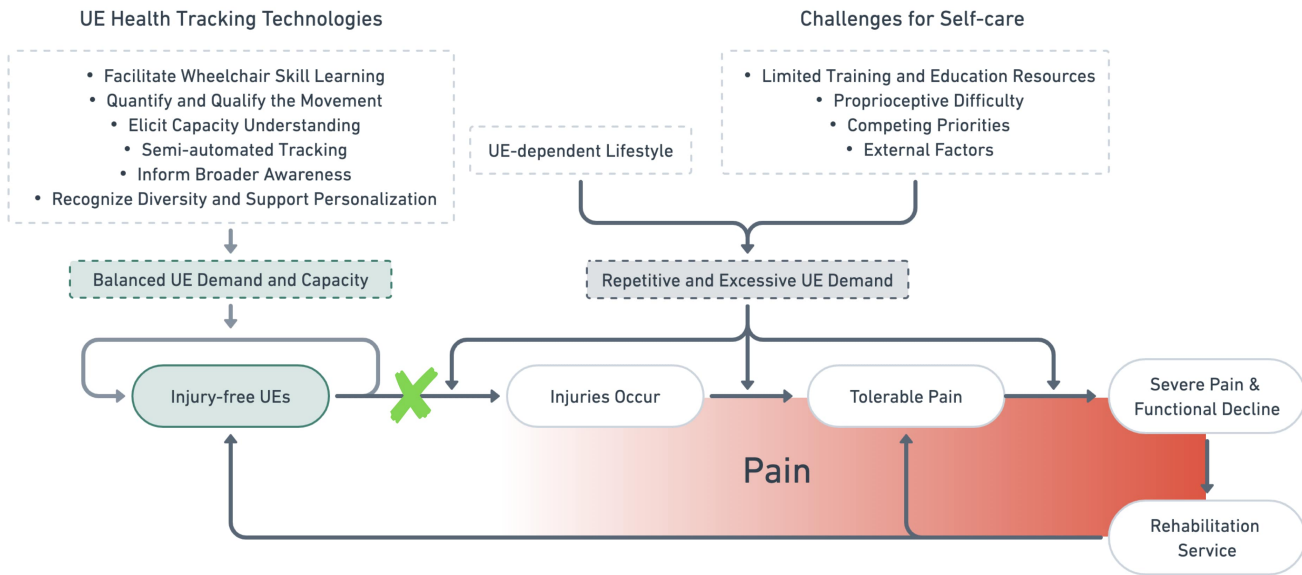 UE Health Tracking Technologies
• Facilitate Wheelchair Skill Learning
• Quantify and Qualify the Movement
• Elicit Capacity Understanding
• Semi-automated Tracking
• Inform Broader Awareness
• Recognize Diversity and Support Personalization
Challenges for Self-care
• Limited Training and Education Resources
• Proprioceptive Difficulty
• Competing Priorities
• External Factors
UE-dependent Lifestyle
Balanced UE Demand and Capacity
Repetitive and Excessive UE Demand
Injury-free UEs
Injuries Occur
Tolerable Pain
Severe Pain &
Functional Decline
Pain
Rehabilitation
Service